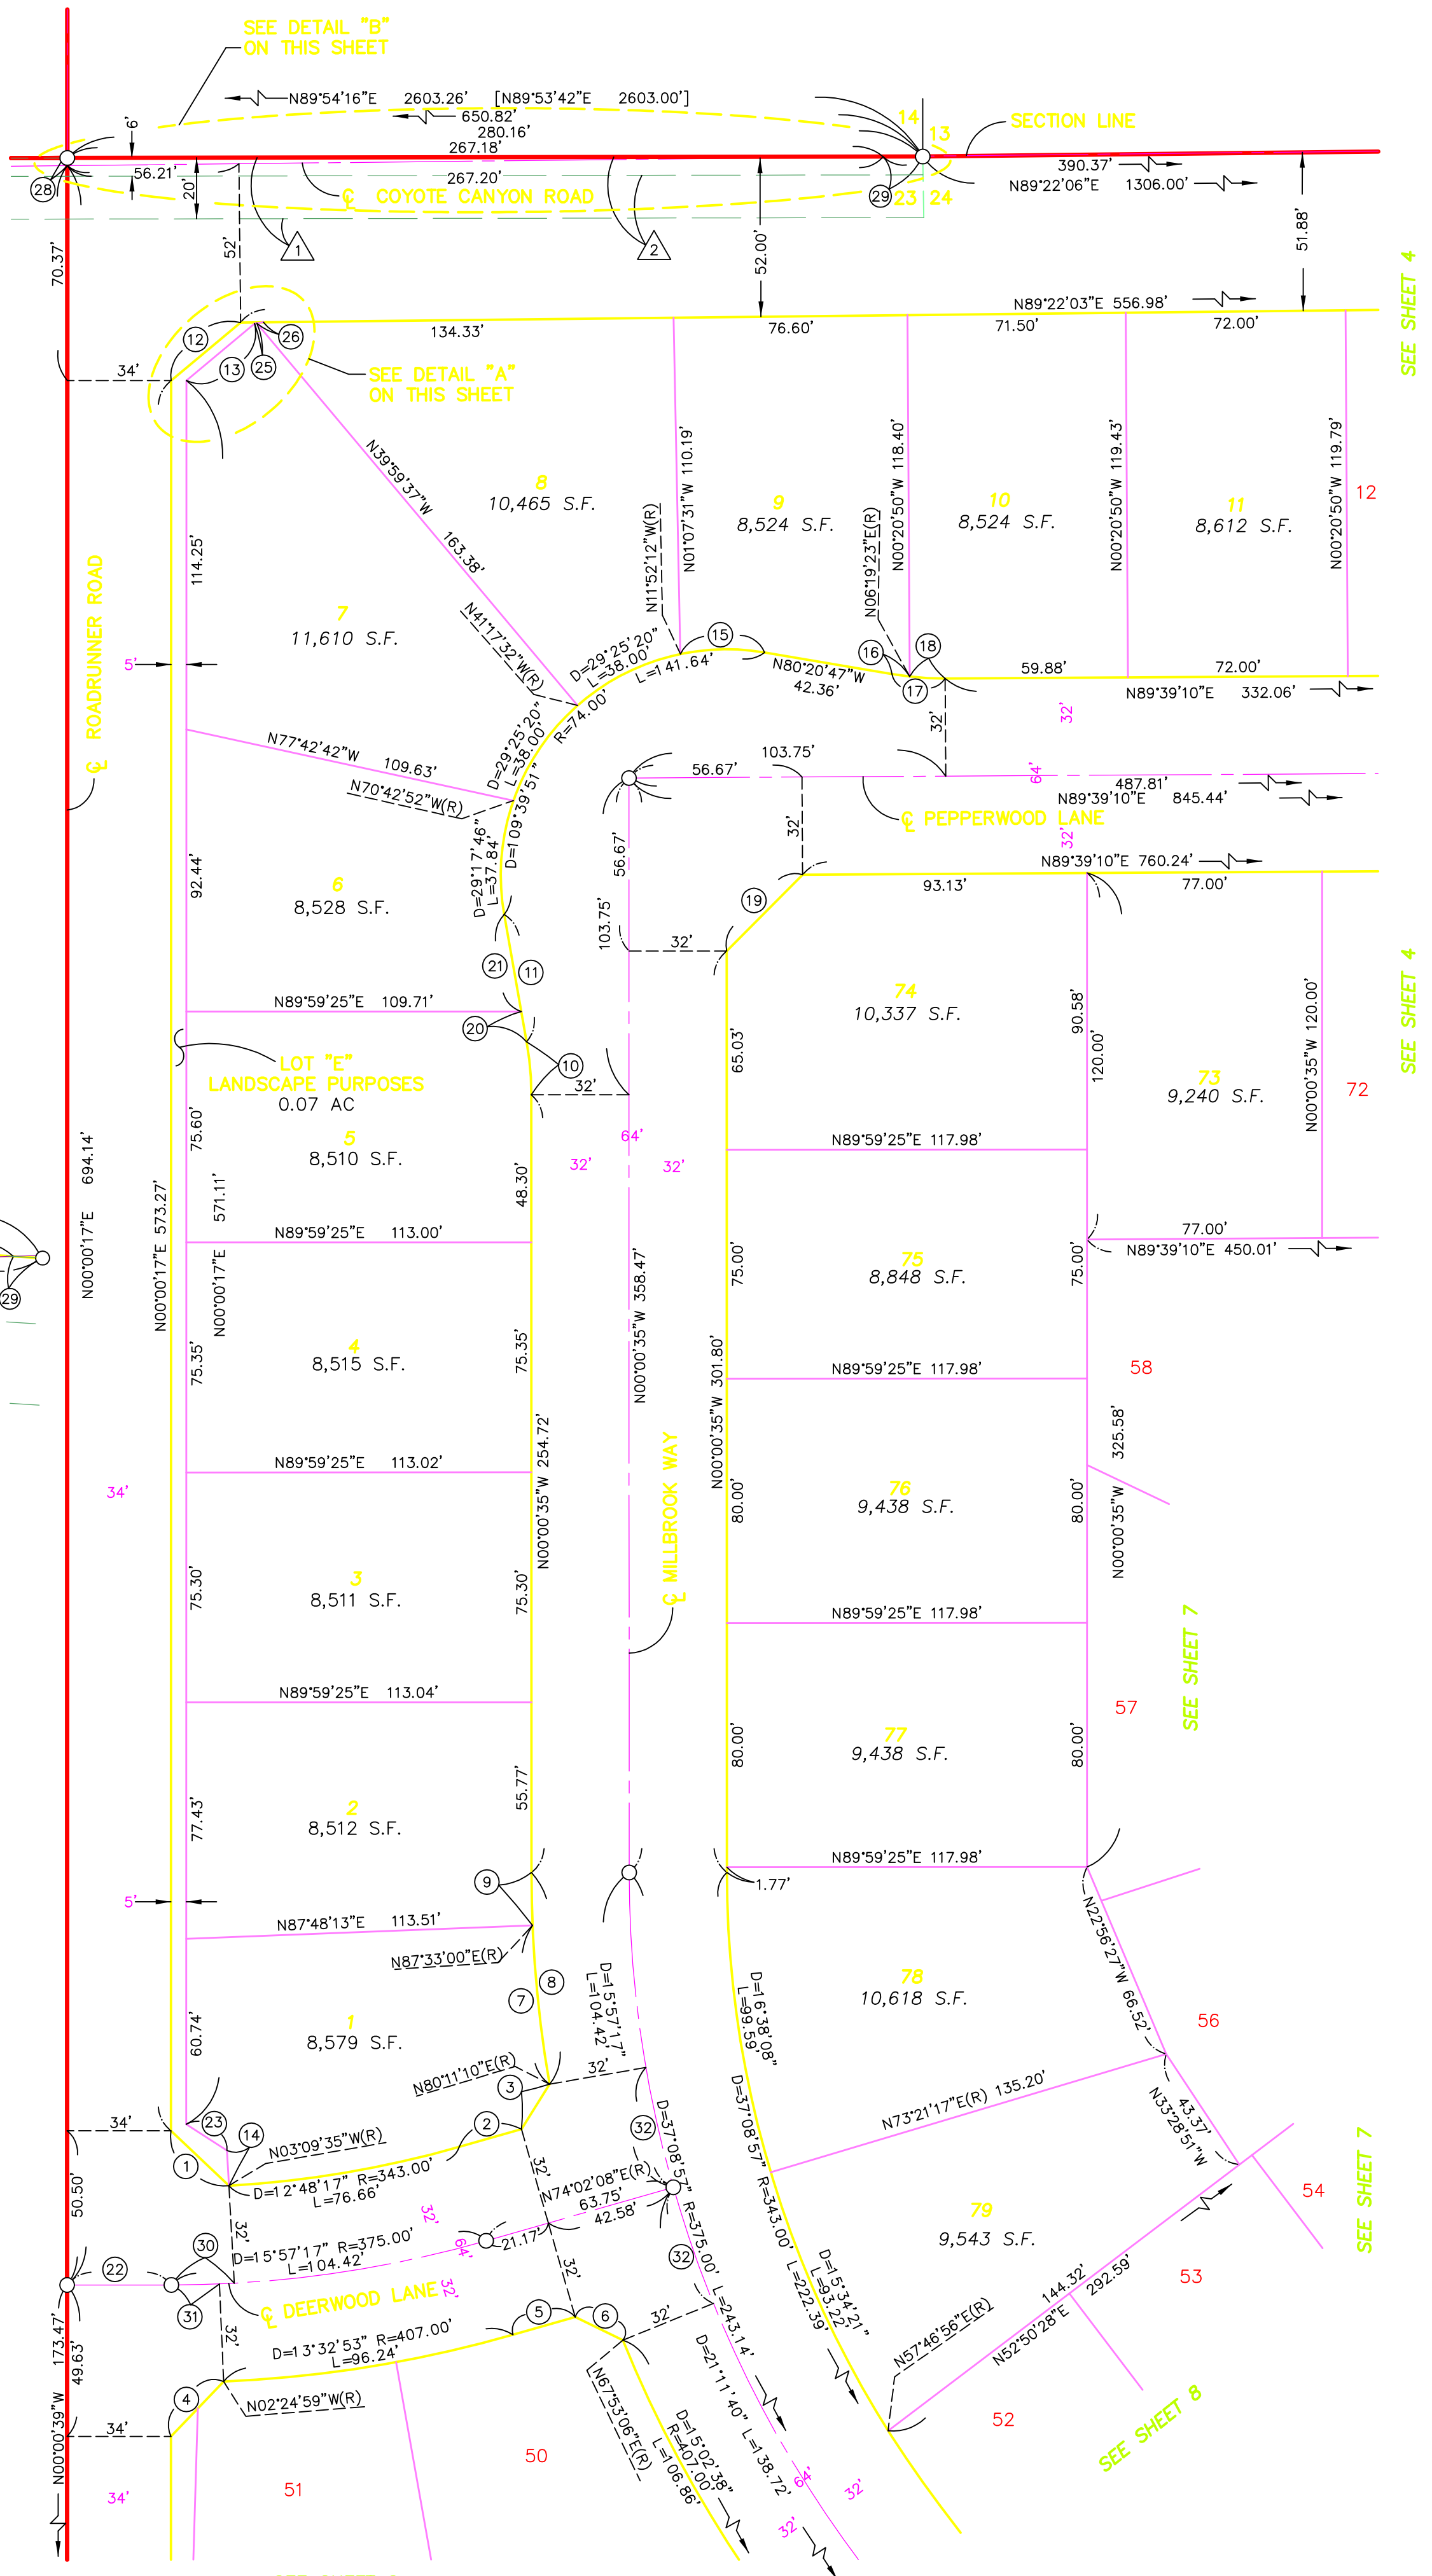 SEE DETAIL "B"
ON THIS SHEET
N89°54'16"E 2603.26' [N89°53'42"E 2603.00']
650.82'
280.16'
267.18'
14
13
SECTION LINE
6'
56.21'
20'
267.20'
℄ COYOTE CANYON ROAD
28
29
23
24
390.37'
N89°22'06"E 1306.00'
1
2
52'
52.00'
51.88'
70.37'
SEE SHEET 4
N89°22'03"E 556.98'
134.33'
76.60'
71.50'
72.00'
12
13
25
26
34'
SEE DETAIL "A"
ON THIS SHEET
N39°59'37"W 163.38'
8
10,465 S.F.
N01°07'31"W 110.19'
N11°52'12"W(R)
9
8,524 S.F.
N06°19'23"E(R)
N00°20'50"W 118.40'
10
8,524 S.F.
N00°20'50"W 119.43'
11
8,612 S.F.
N00°20'50"W 119.79'
12
℄ ROADRUNNER ROAD
114.25'
7
11,610 S.F.
N41°17'32"W(R)
D=29°25'20"
L=38.00'
L=141.64'
R=74.00'
D=109°39'51"
15
N80°20'47"W
42.36'
16
17
18
59.88'
72.00'
N89°39'10"E 332.06'
5'
32'
32'
N77°42'42"W 109.63'
N70°42'52"W(R)
D=29°25'20"
L=38.00'
D=29°17'46"
L=37.84'
103.75'
56.67'
64'
487.81'
N89°39'10"E 845.44'
℄ PEPPERWOOD LANE
32'
32'
N89°39'10"E 760.24'
93.13'
77.00'
92.44'
6
8,528 S.F.
56.67'
103.75'
19
32'
21
11
N89°59'25"E 109.71'
20
10
74
10,337 S.F.
90.58'
120.00'
N00°00'35"W 120.00'
SEE SHEET 4
LOT "E"
LANDSCAPE PURPOSES
0.07 AC
32'
65.03'
73
9,240 S.F.
72
5
8,510 S.F.
75.60'
48.30'
64'
32'
32'
N89°59'25"E 117.98'
N00°00'17"E 694.14'
N00°00'17"E 573.27'
N00°00'17"E 571.11'
N89°59'25"E 113.00'
77.00'
N89°39'10"E 450.01'
29
75
8,848 S.F.
75.00'
75.00'
N00°00'35"W 358.47'
4
8,515 S.F.
75.35'
75.35'
N89°59'25"E 117.98'
58
N00°00'35"W 301.80'
N00°00'35"W 325.58'
N89°59'25"E 113.02'
N00°00'35"W 254.72'
34'
℄ MILLBROOK WAY
76
9,438 S.F.
80.00'
80.00'
3
8,511 S.F.
75.30'
75.30'
N89°59'25"E 117.98'
SEE SHEET 7
N89°59'25"E 113.04'
57
77
9,438 S.F.
80.00'
80.00'
2
8,512 S.F.
77.43'
55.77'
N89°59'25"E 117.98'
1.77'
9
5'
N87°48'13"E 113.51'
N87°33'00"E(R)
N22°56'27"W 66.52'
7
8
D=15°57'17"
L=104.42'
D=16°38'08"
L=99.59'
78
10,618 S.F.
56
1
8,579 S.F.
60.74'
N80°11'10"E(R)
32'
3
2
N73°21'17"E(R) 135.20'
43.37'
N33°28'51"W
34'
23
14
1
N03°09'35"W(R)
32
D=12°48'17" R=343.00'
L=76.66'
32'
N74°02'08"E(R)
63.75'
42.58'
21.17'
D=37°08'57" R=375.00' L=243.14'
D=37°08'57" R=343.00' L=222.39'
50.50'
30
32'
32'
64'
32'
D=15°57'17" R=375.00'
L=104.42'
22
31
℄ DEERWOOD LANE
32'
32
79
9,543 S.F.
54
SEE SHEET 7
53
144.32'
292.59'
N52°50'28"E
D=15°34'21"
L=93.22'
N57°46'56"E(R)
5
6
32'
32'
D=13°32'53" R=407.00'
L=96.24'
N00°00'39"W 173.47'
49.63'
4
N02°24'59"W(R)
34'
N67°53'06"E(R)
D=15°02'38"
R=407.00'
L=106.86'
D=21°11'40" L=138.72'
52
SEE SHEET 8
50
51
34'
64'
32'
32'